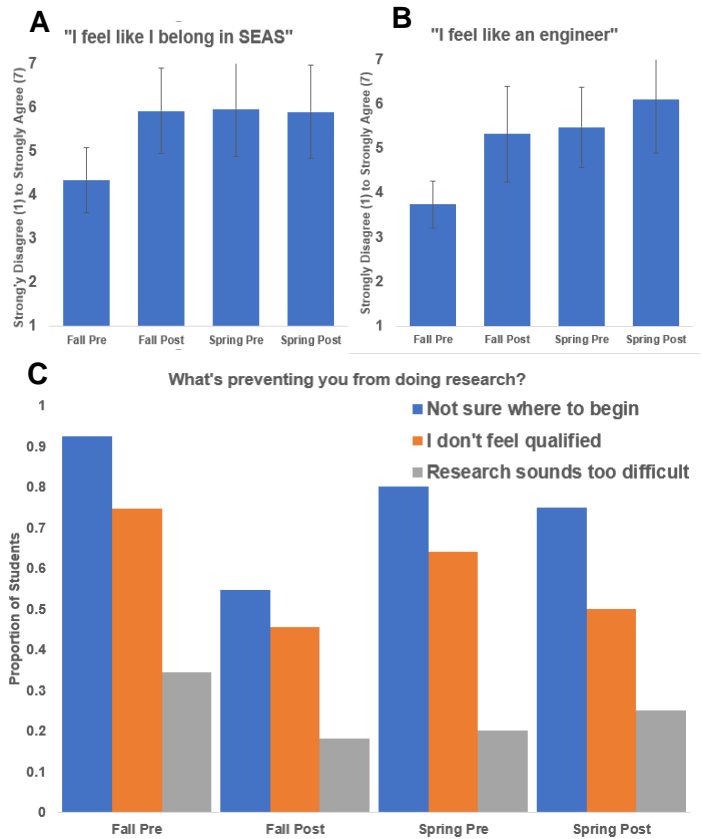 A
"I feel like I belong in SEAS"
Strong'y Disagree (1) to Strongly Agree (7)
7
6
5
4
3
2
1
Fall Pre Fall Post Spring Pre Spring Post
B
"I feel like an engineer"
Strongly Disagree (1) to Strongly Agree (7)
7
6
5
4
3
2
1
Fall Pre Fall Post Spring Pre Spring Post
C
What's preventing you from doing research?
Not sure where to begin
I don't feel qualified
Research sounds too difficult
Proportion of Students
1
0.9
0.8
0.7
0.6
0.5
0.4
0.3
0.2
0.1
0
Fall Pre Fall Post Spring Pre Spring Post